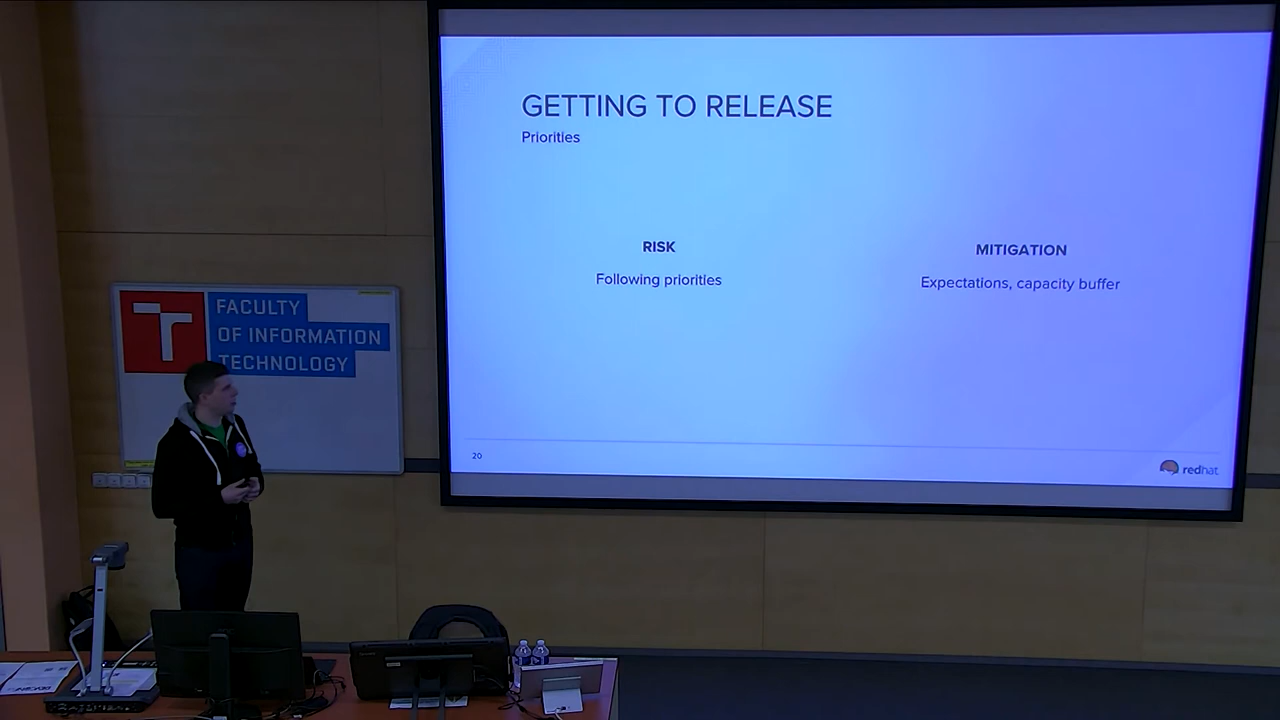 GETTING TO RELEASE
Priorities
RISK
Following priorities
MITIGATION
Expectations, capacity buffer
20
redhat
FACULTY
OF INFORMATION
TECHNOLOGY